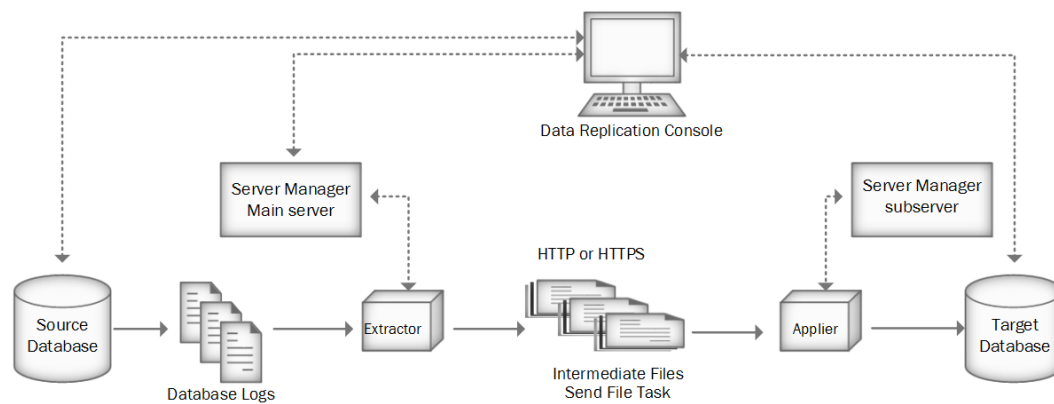 Data Replication Console
Server Manager
Main server
Server Manager
subserver
HTTP or HTTPS
Source
Database
Extractor
Applier
Target
Database
Intermediate Files
Send File Task
Database Logs